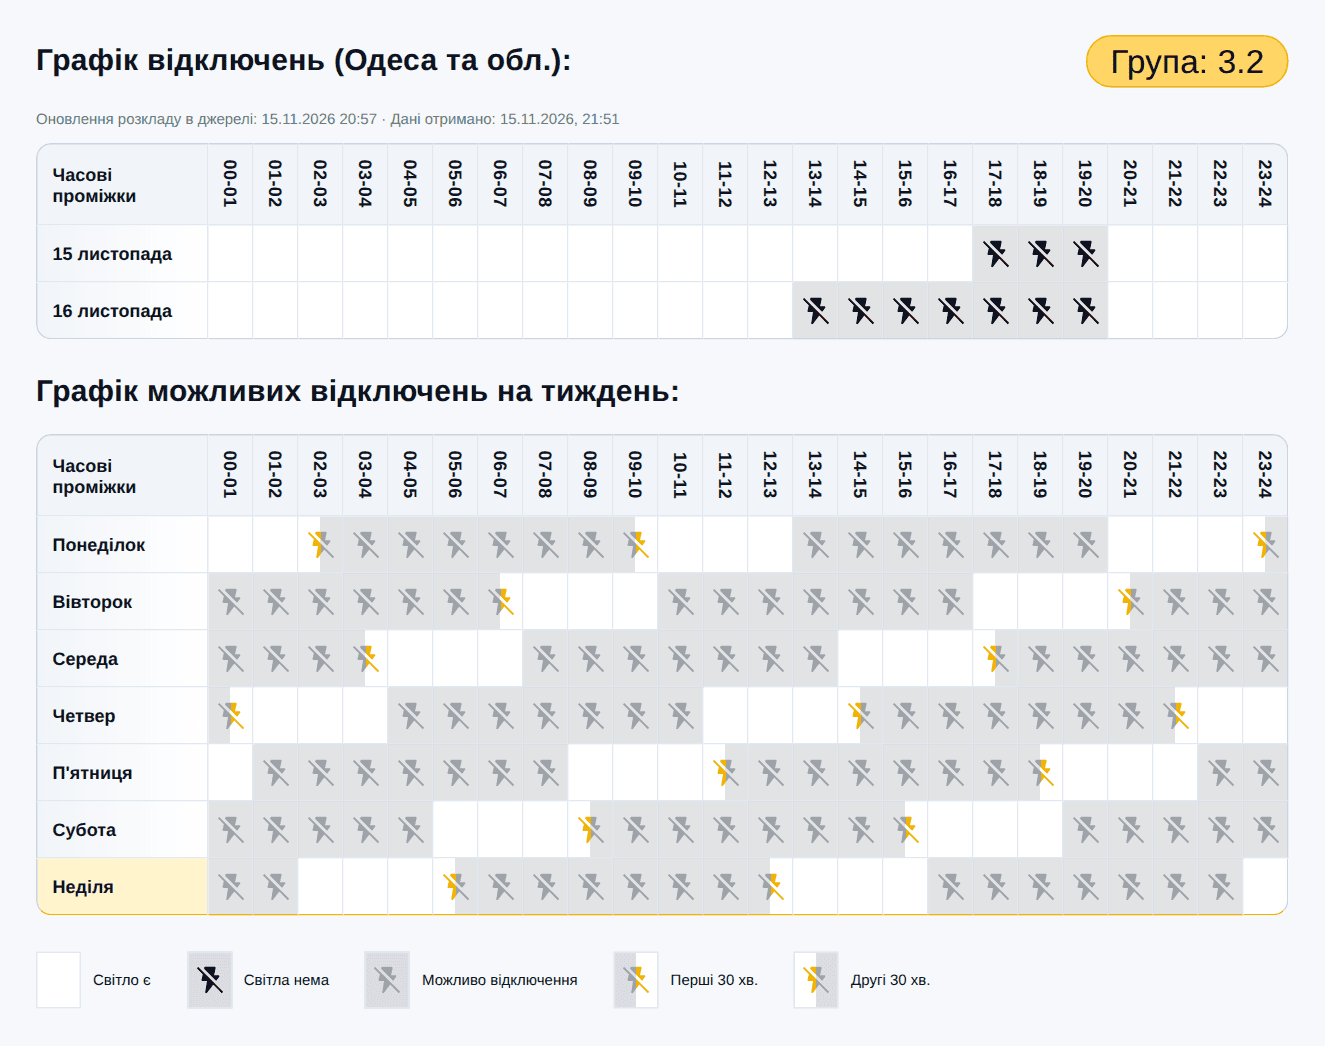 Графік відключень (Одеса та обл.):
Група: 3.2
Оновлення розкладу в джерелі: 15.11.2026 20:57 · Дані отримано: 15.11.2026, 21:51
Часові проміжки 00-01 01-02 02-03 03-04 04-05 05-06 06-07 07-08 08-09 09-10 10-11 11-12 12-13 13-14 14-15 15-16 16-17 17-18 18-19 19-20 20-21 21-22 22-23 23-24
15 листопада
16 листопада
Графік можливих відключень на тиждень:
Часові проміжки 00-01 01-02 02-03 03-04 04-05 05-06 06-07 07-08 08-09 09-10 10-11 11-12 12-13 13-14 14-15 15-16 16-17 17-18 18-19 19-20 20-21 21-22 22-23 23-24
Понеділок
Вівторок
Середа
Четвер
П'ятниця
Субота
Неділя
Світло є Світла нема Можливо відключення Перші 30 хв. Другі 30 хв.